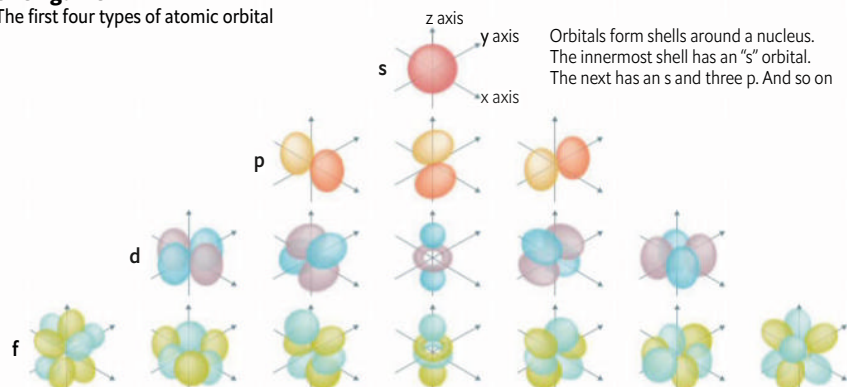 The first four types of atomic orbital
z axis
y axis
s
x axis
Orbitals form shells around a nucleus.
The innermost shell has an “s” orbital.
The next has an s and three p. And so on
p
d
f